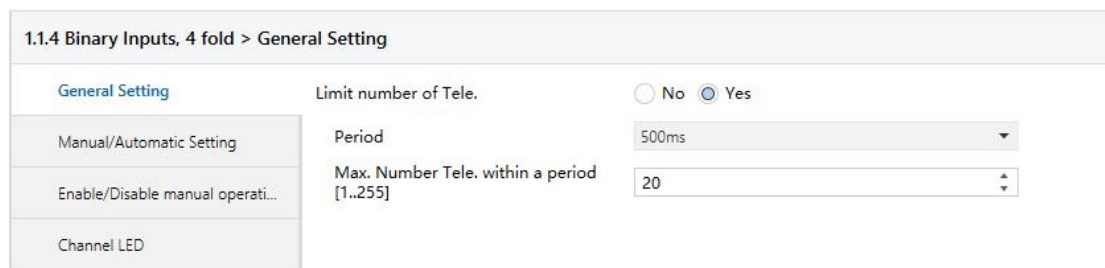 1.1.4 Binary Inputs, 4 fold > General Setting
General Setting
Manual/Automatic Setting
Enable/Disable manual operati...
Channel LED
Limit number of Tele.
No Yes
Period
500ms
Max. Number Tele. within a period
[1..255]
20